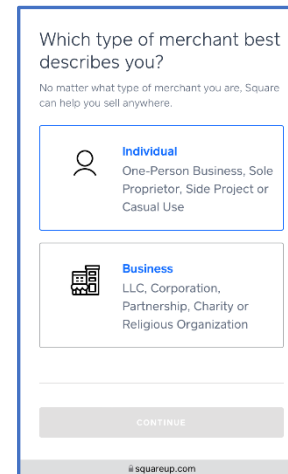 Which type of merchant best
describes you?
No matter what type of merchant you are, Square
can help you sell anywhere.
Individual
One-Person Business, Sole
Proprietor, Side Project or
Casual Use
Business
LLC, Corporation,
Partnership, Charity or
Religious Organization
CONTINUE
squareup.com